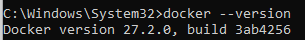 C:\Windows\System32>docker --version
Docker version 27.2.0, build 3ab4256